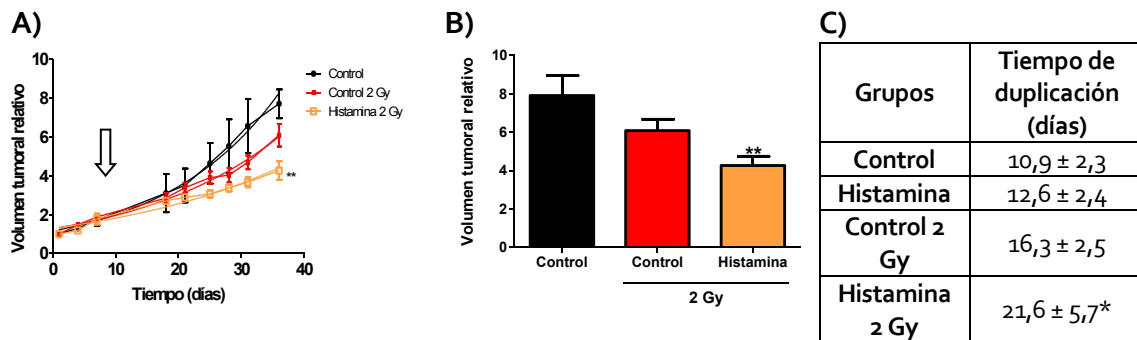 A)
Volumen tumoral relativo
10
8
6
4
2
0
0
10
20
30
40
Tiempo (días)
Control
Control 2 Gy
Histamina 2 Gy
**
B)
Volumen tumoral relativo
10
8
6
4
2
0
**
Control
Control
Histamina
2 Gy
C)
Grupos
Tiempo de
duplicación
(días)
Control
10,9 ± 2,3
Histamina
12,6 ± 2,4
Control 2
Gy
16,3 ± 2,5
Histamina
2 Gy
21,6 ± 5,7*